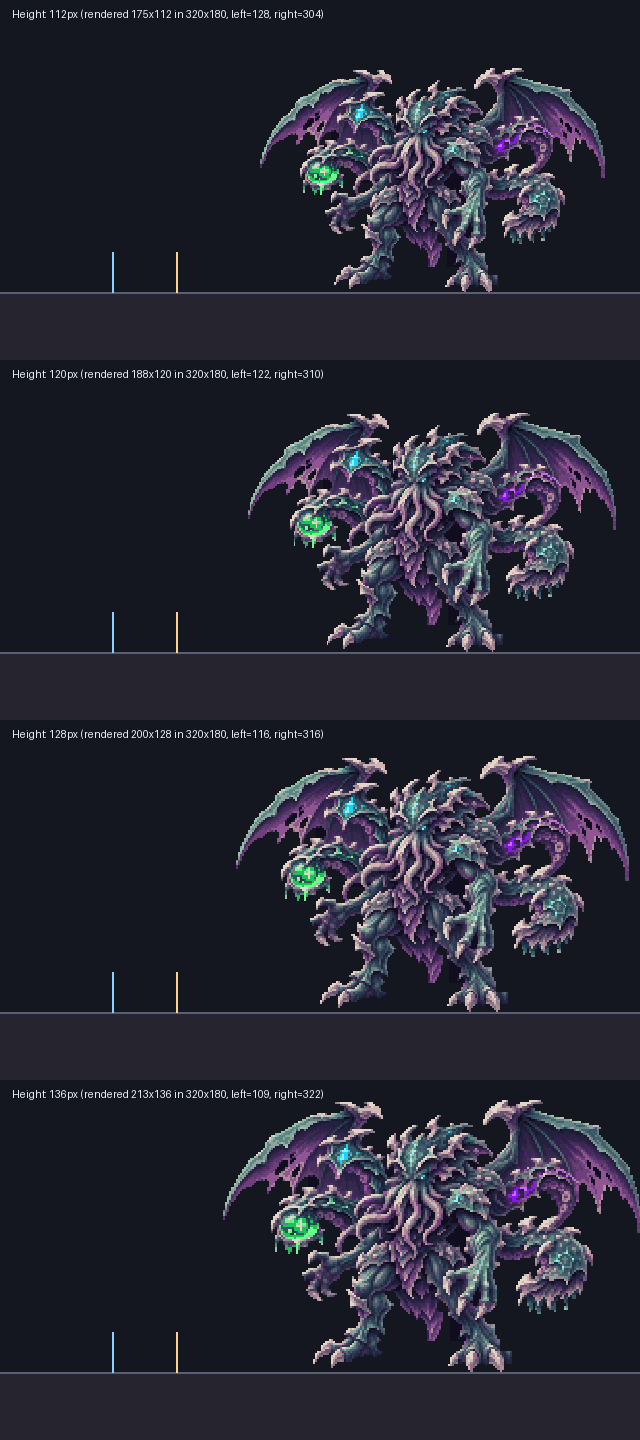 Height 112px (rendered 175x112 in 320x180, left=128, right=304)
Height 120px (rendered 188x120 in 320x180, left=122, right=310)
Height 128px (rendered 200x128 in 320x180, left=116, right=316)
Height 136px (rendered 213x136 in 320x180, left=109, right=322)